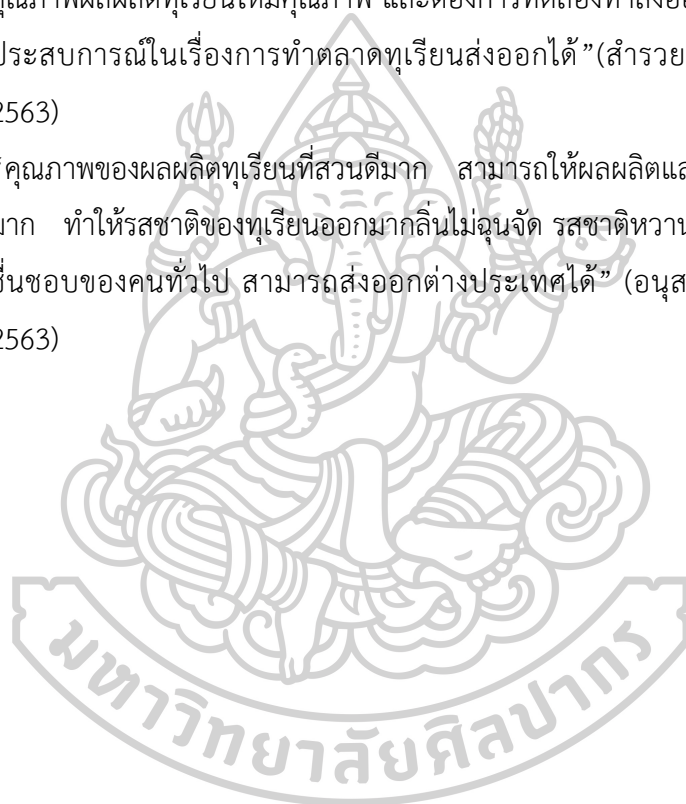 คุณภาพผลผลิตทุเรียนให้มีคุณภาพ และต้องการทดลองทำส่งออ
ประสบการณ์ในเรื่องการทำตลาดทุเรียนส่งออกได้”(สำรวย
2563)
คุณภาพของผลผลิตทุเรียนที่สวนดีมาก สามารถให้ผลผลิตแล
มาก ทำให้รสชาติของทุเรียนออกมากลิ่นไม่ฉุนจัด รสชาติหวาน
ชื่นชอบของคนทั่วไป สามารถส่งออกต่างประเทศได้” (อนุส
2563)
มหาวิทยาลัยศิลปากร